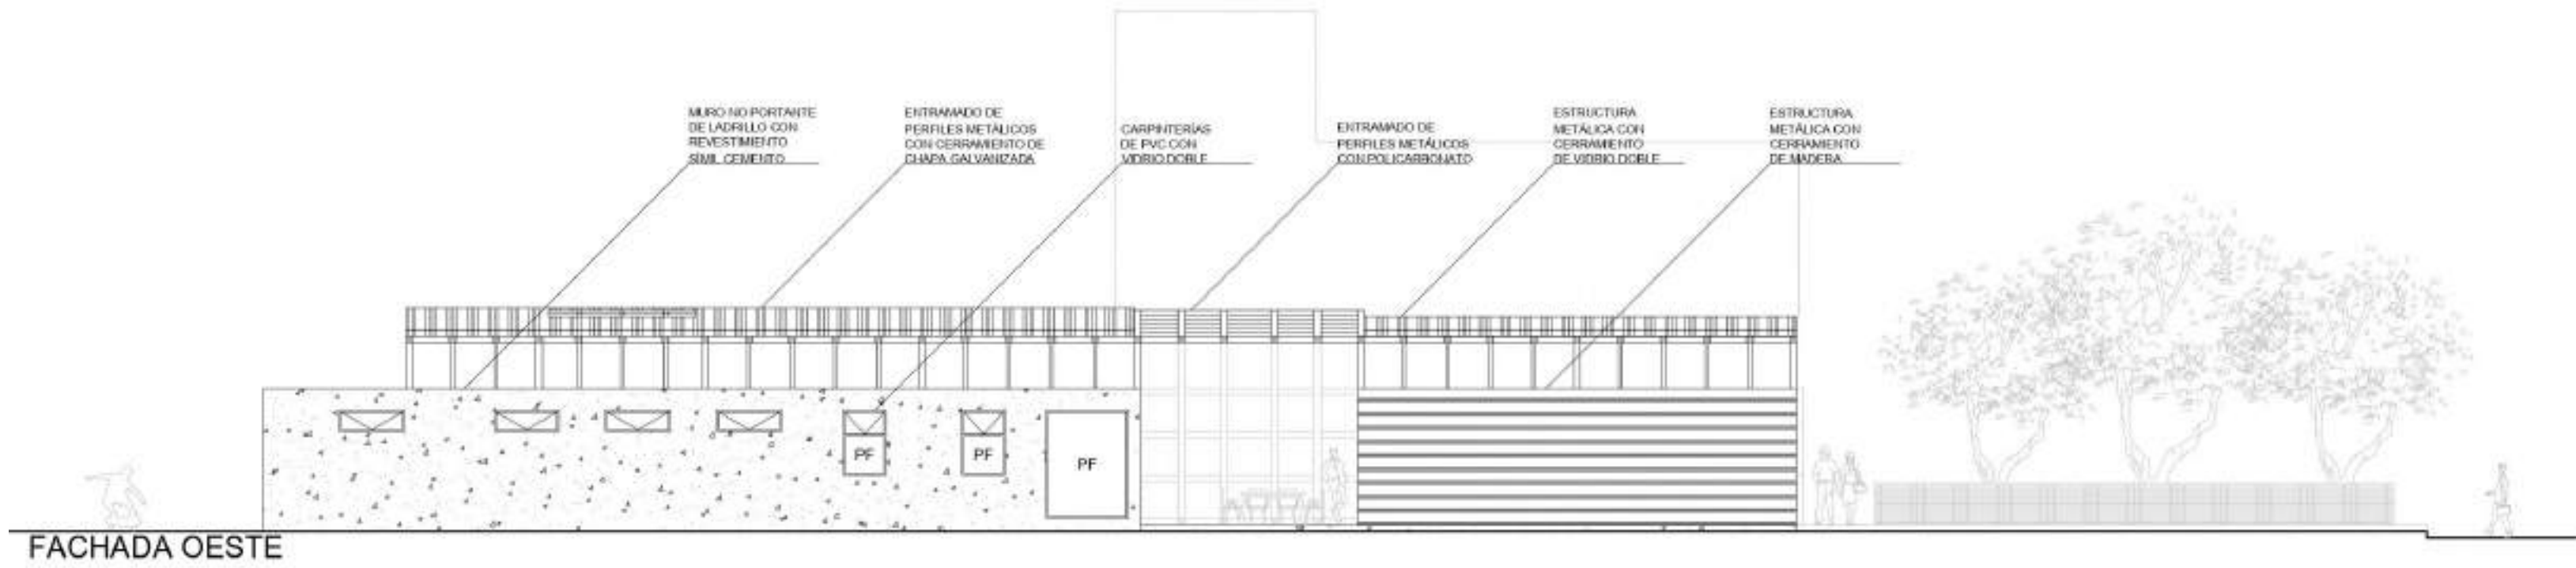 MURO NO PORTANTE
DE LADRILLO CON
REVESTIMIENTO
SÍMIL CEMENTO
ENTRAMADO DE
PERFILES METÁLICOS
CON CERRAMIENTO DE
CHAPA GALVANIZADA
CARPINTERÍAS
DE PVC CON
VIDRIO DOBLE
ENTRAMADO DE
PERFILES METÁLICOS
CON POLICARBONATO
ESTRUCTURA
METÁLICA CON
CERRAMIENTO
DE VIDRIO DOBLE
ESTRUCTURA
METÁLICA CON
CERRAMIENTO
DE MADERA
PF
PF
PF
FACHADA OESTE